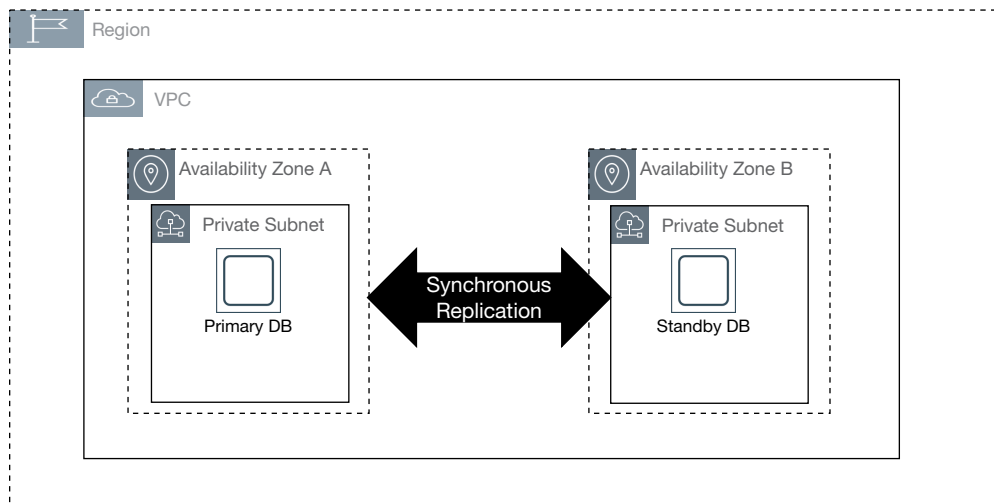 Region
VPC
Availability Zone A
Availability Zone B
Private Subnet
Private Subnet
Synchronous
Replication
Primary DB
Standby DB